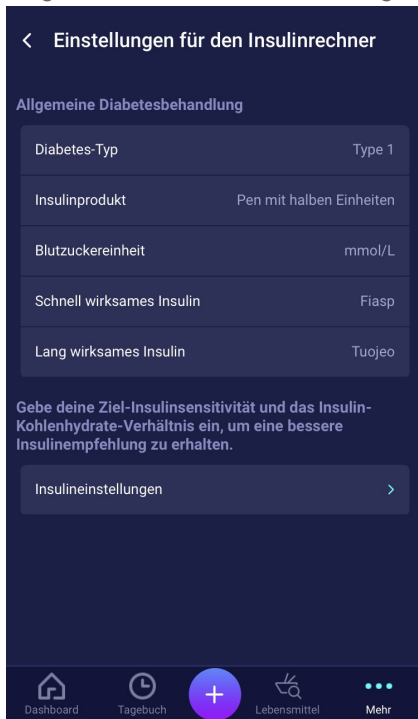 Einstellungen für den Insulinrechner
Allgemeine Diabetesbehandlung
Diabetes-Typ Type 1
Insulinprodukt Pen mit halben Einheiten
Blutzuckereinheit mmol/L
Schnell wirksames Insulin Fiasp
Lang wirksames Insulin Tuojeo
Gebe deine Ziel-Insulinsensitivität und das Insulin-
Kohlenhydrate-Verhältnis ein, um eine bessere
Insulinempfehlung zu erhalten.
Insulineinstellungen
Dashboard Tagebuch Lebensmittel Mehr